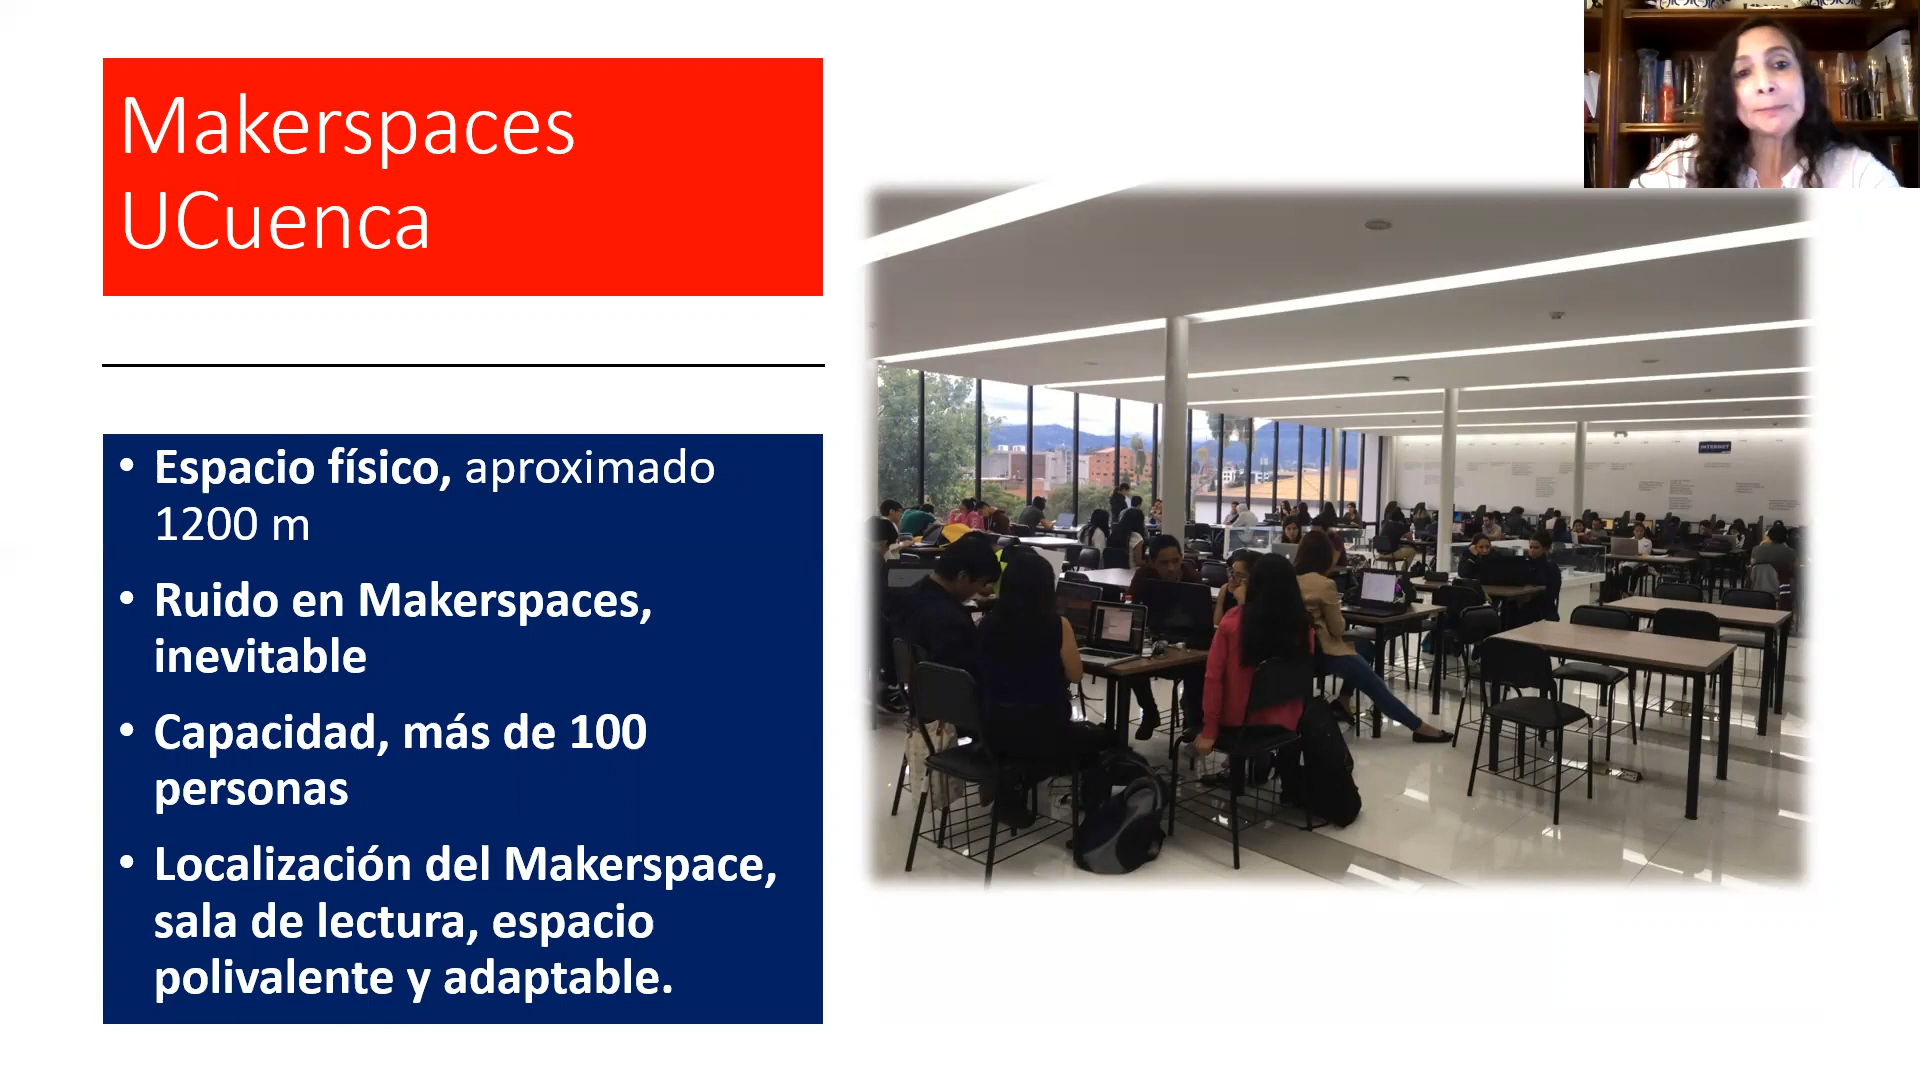 Makerspaces
UCuenca
• Espacio físico, aproximado
1200 m
• Ruido en Makerspaces,
inevitable
• Capacidad, más de 100
personas
• Localización del Makerspace,
sala de lectura, espacio
polivalente y adaptable.
INTERNET